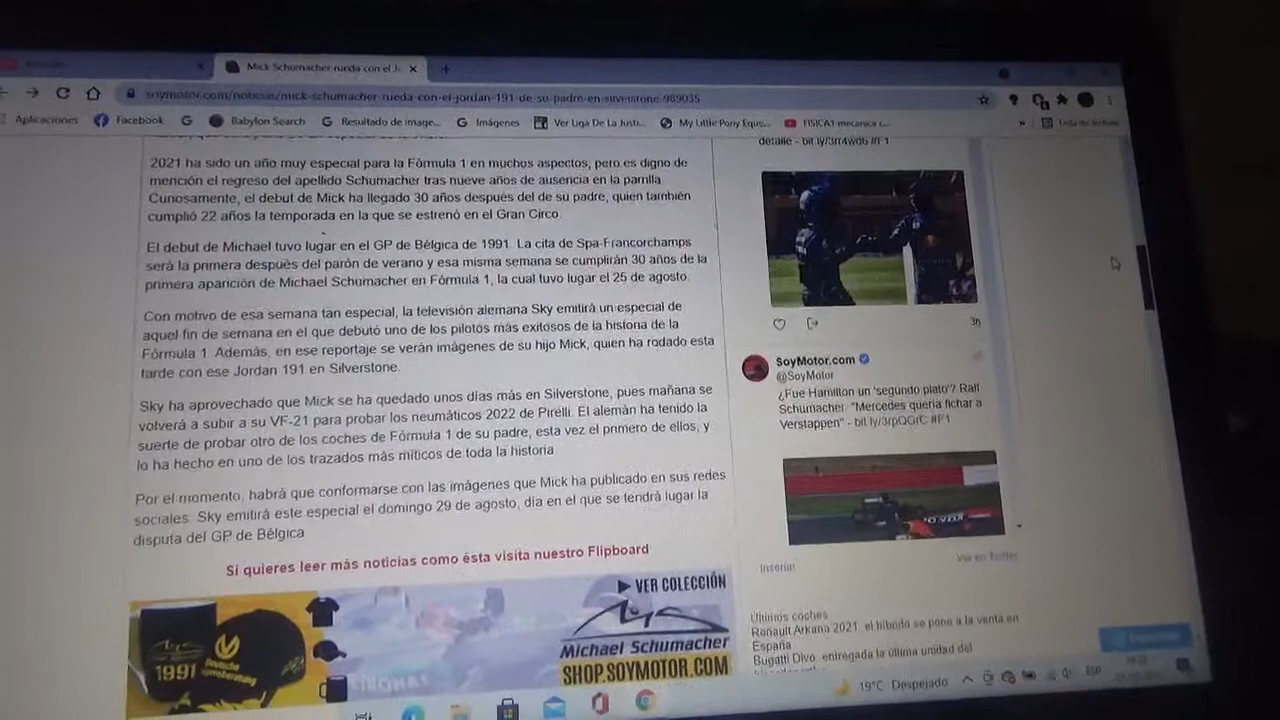 Mick Schumacher rueda con el Jo
soymotor.com/noticias/mick-schumacher-rueda-con-el-jordan-191-de-su-padre-en-silverstone-989035
Aplicaciones
Facebook
Babylon Search
Resultado de image...
Imágenes
Ver Liga De La Justi...
My Little Pony Eque...
FISICA1 mecanica c...
»
Lista de lectura
2021 ha sido un año muy especial para la Fórmula 1 en muchos aspectos, pero es digno de
mención el regreso del apellido Schumacher tras nueve años de ausencia en la parrilla
Curiosamente, el debut de Mick ha llegado 30 años después del de su padre, quien también
cumplió 22 años la temporada en la que se estrenó en el Gran Circo.
El debut de Michael tuvo lugar en el GP de Bélgica de 1991. La cita de Spa-Francorchamps
será la primera después del parón de verano y esa misma semana se cumplirán 30 años de la
primera aparición de Michael Schumacher en Fórmula 1, la cual tuvo lugar el 25 de agosto.
Con motivo de esa semana tan especial, la televisión alemana Sky emitirá un especial de
aquel fin de semana en el que debutó uno de los pilotos más exitosos de la historia de la
Fórmula 1. Además, en ese reportaje se verán imágenes de su hijo Mick, quien ha rodado esta
tarde con ese Jordan 191 en Silverstone.
Sky ha aprovechado que Mick se ha quedado unos días más en Silverstone, pues mañana se
volverá a subir a su VF-21 para probar los neumáticos 2022 de Pirelli. El alemán ha tenido la
suerte de probar otro de los coches de Fórmula 1 de su padre, esta vez el primero de ellos, y
lo ha hecho en uno de los trazados más míticos de toda la historia.
Por el momento, habrá que conformarse con las imágenes que Mick ha publicado en sus redes
sociales. Sky emitirá este especial el domingo 29 de agosto, día en el que se tendrá lugar la
disputa del GP de Bélgica
Si quieres leer más noticias como ésta visita nuestro Flipboard
1991
Deutsche
Vermögensberatung
▶ VER COLECCIÓN
Michael Schumacher
SHOP.SOYMOTOR.COM
detalle - bit.ly/3rr4wdb #F1
3h
SoyMotor.com
@SoyMotor
¿Fue Hamilton un 'segundo plato'? Ralf
Schumacher: "Mercedes quería fichar a
Verstappen" - bit.ly/3rpQGfC #F1
Insertar
Ver en Twitter
Últimos coches
Renault Arkana 2021: el híbrido se pone a la venta en
España
Bugatti Divo: entregada la última unidad del
19°C Despejado
ESP